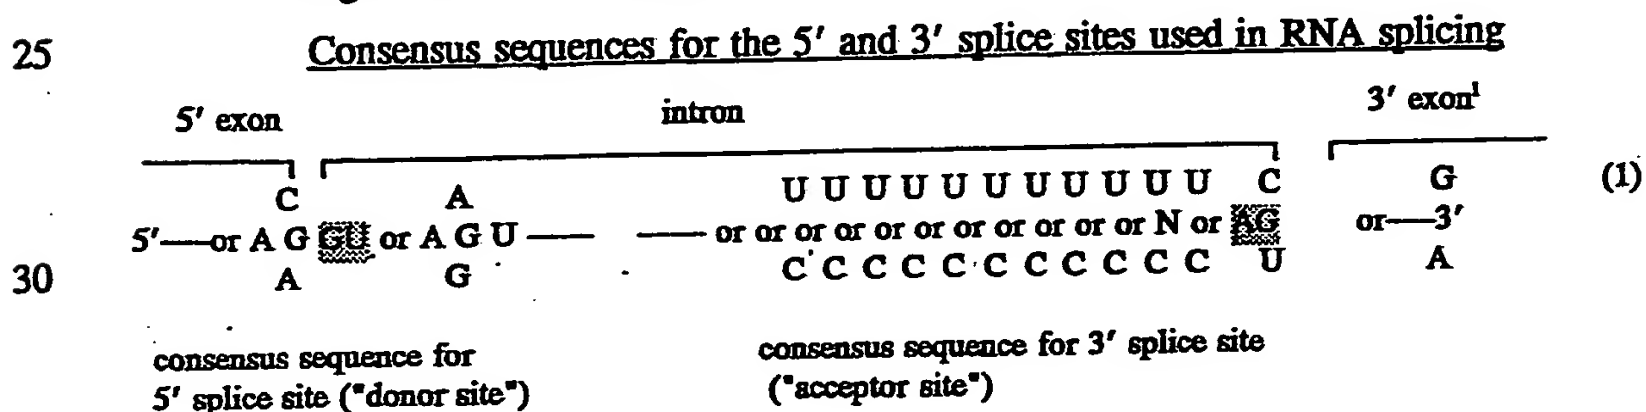 25 Consensus sequences for the 5' and 3' splice sites used in RNA splicing
5' exon intron 3' exon¹
C A U U U U U U U U U U U C G (1)
5'—or A G GU or A G U — — or or or or or or or or or or or N or AG or—3'
30 A G C C C C C C C C C C C U A
consensus sequence for consensus sequence for 3' splice site
5' splice site ("donor site") ("acceptor site")